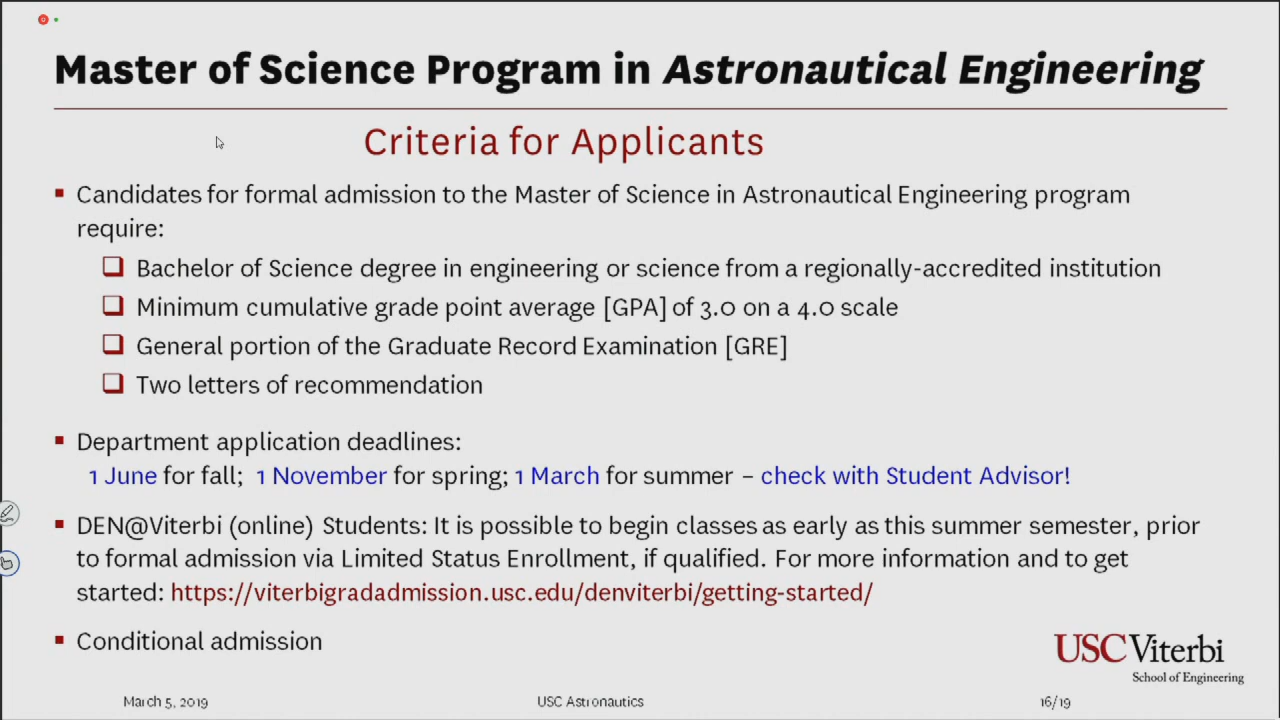 Master of Science Program in Astronautical Engineering
Criteria for Applicants
Candidates for formal admission to the Master of Science in Astronautical Engineering program
require:
Bachelor of Science degree in engineering or science from a regionally-accredited institution
Minimum cumulative grade point average [GPA] of 3.0 on a 4.0 scale
General portion of the Graduate Record Examination [GRE]
Two letters of recommendation
Department application deadlines:
1 June for fall; 1 November for spring; 1 March for summer – check with Student Advisor!
DEN@Viterbi (online) Students: It is possible to begin classes as early as this summer semester, prior
to formal admission via Limited Status Enrollment, if qualified. For more information and to get
started: https://viterbigradadmission.usc.edu/denviterbi/getting-started/
Conditional admission
USC Viterbi
School of Engineering
March 5, 2019
USC Astronautics
16/19